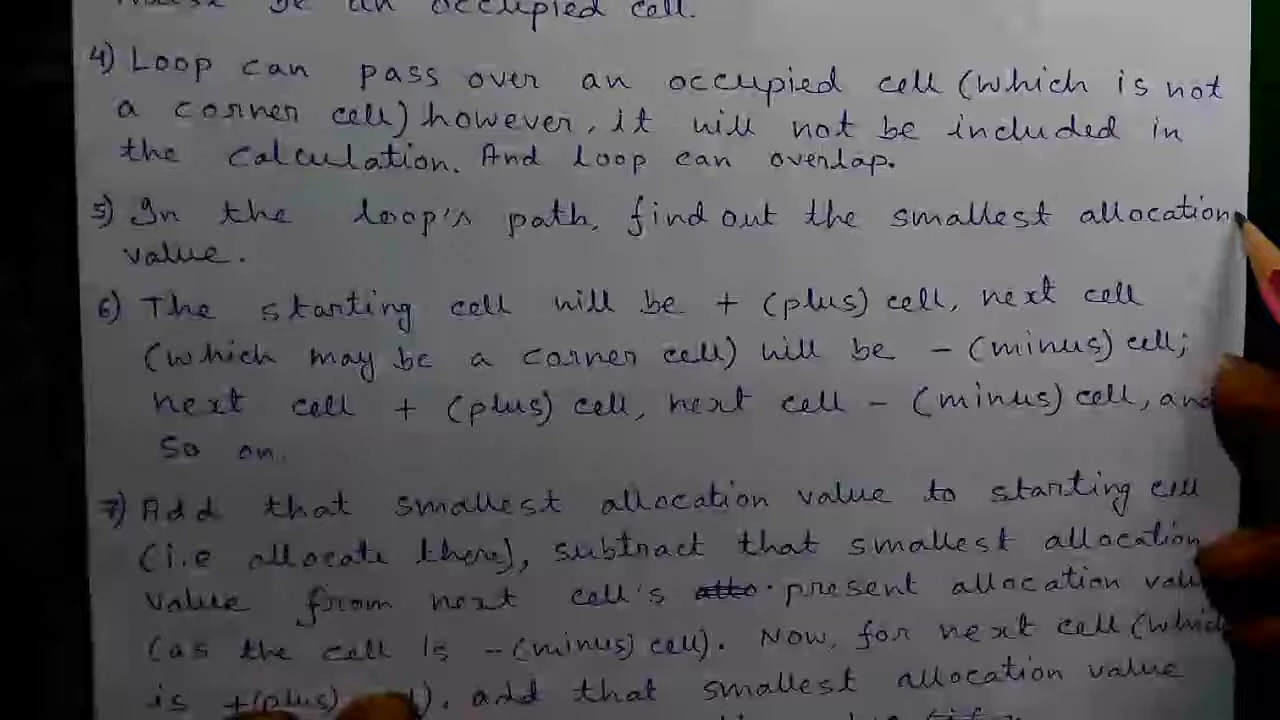 be an occupied cell.
4) Loop can pass over an occupied cell (which is not
a corner cell) however, it will not be included in
the calculation. And loop can overlap.
5) In the loop's path, find out the smallest allocation
value.
6) The starting cell will be + (plus) cell, next cell
(which may be a corner cell) will be - (minus) cell;
next cell + (plus) cell, next cell - (minus) cell, and
so on.
7) Add that smallest allocation value to starting cell
(i.e allocate there), subtract that smallest allocation
value from next cell's present allocation
(as the cell is - (minus) cell). Now, for next cell
is + (plus) add that smallest allocation value